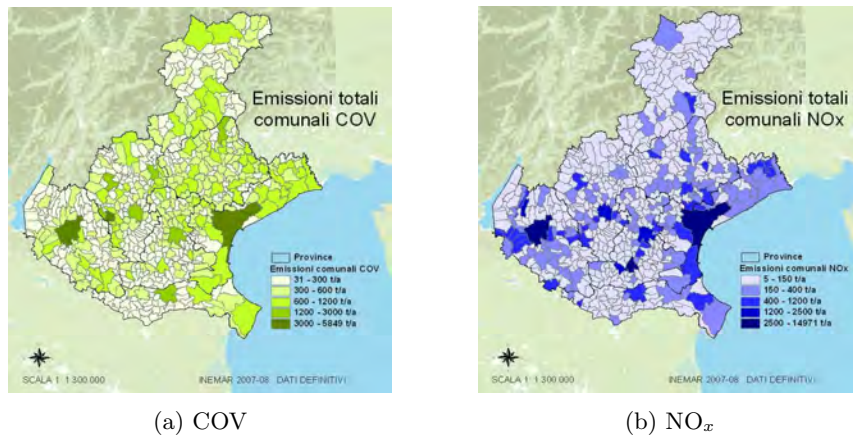 Emissioni totali
comunali COV
Province
Emissioni comunali COV
31 - 300 t/a
300 - 600 t/a
600 - 1200 t/a
1200 - 3000 t/a
3000 - 5849 t/a
SCALA 1: 1.300.000
INEMAR 2007-08 DATI DEFINITIVI
(a) COV
Emissioni totali
comunali NOx
Province
Emissioni comunali NOx
5 - 150 t/a
150 - 400 t/a
400 - 1200 t/a
1200 - 2500 t/a
2500 - 14971 t/a
SCALA 1: 1.300.000
INEMAR 2007-08 DATI DEFINITIVI
(b) NOx